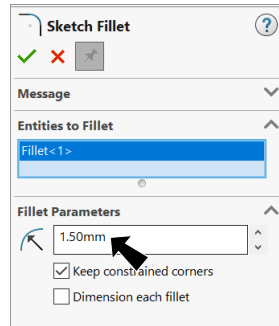 Sketch Fillet
?
Message
Entities to Fillet
Fillet<1>
Fillet Parameters
1.50mm
Keep constrained corners
Dimension each fillet